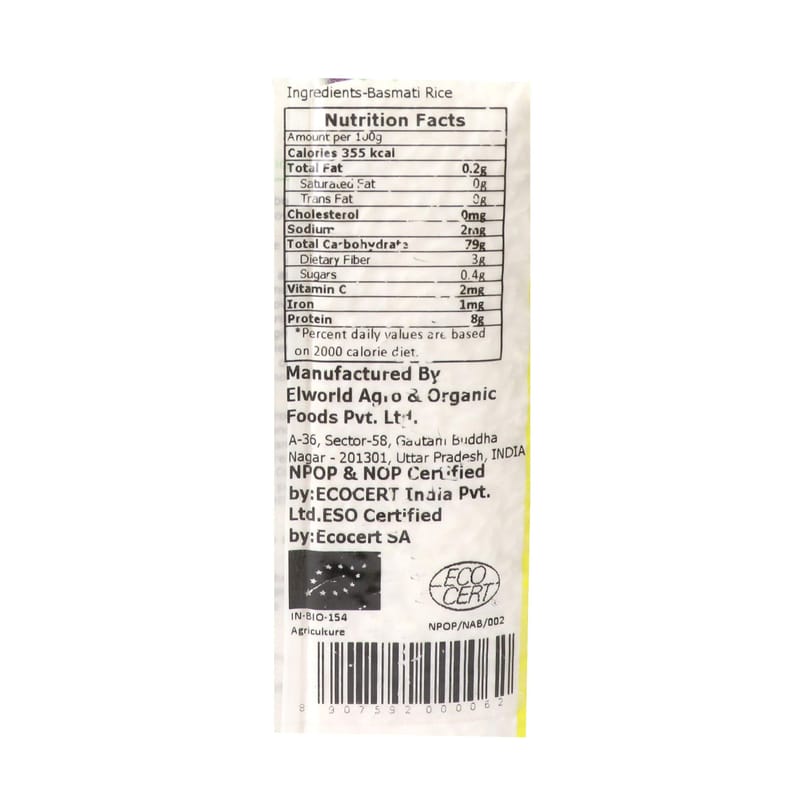 Ingredients-Basmati Rice
Nutrition Facts
Amount per 100g
Calories 355 kcal
Total Fat 0.2g
Saturated Fat 0g
Trans Fat 0g
Cholesterol 0mg
Sodium 2mg
Total Carbohydrate 79g
Dietary Fiber 3g
Sugars 0.4g
Vitamin C 2mg
Iron 1mg
Protein 8g
*Percent daily values are based
on 2000 calorie diet.
Manufactured By
Elworld Agro & Organic
Foods Pvt. Ltd.
A-36, Sector-58, Gautam Buddha
Nagar - 201301, Uttar Pradesh, INDIA
NPOP & NOP Certified
by:ECOCERT India Pvt.
Ltd.ESO Certified
by:Ecocert SA
ECO
CERT
®
IN-BIO-154
Agriculture
NPOP/NAB/002
8 907592 000062